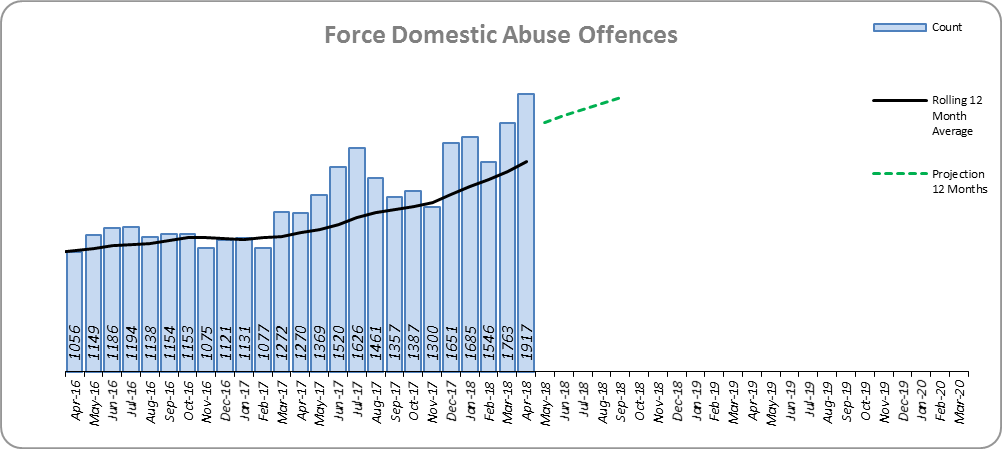 Force Domestic Abuse Offences
Count
Rolling 12
Month
Average
Projection
12 Months
1056
1149
1186
1194
1138
1154
1153
1075
1121
1131
1077
1272
1270
1369
1520
1626
1461
1357
1387
1300
1651
1685
1546
1763
1917
Apr-16
May-16
Jun-16
Jul-16
Aug-16
Sep-16
Oct-16
Nov-16
Dec-16
Jan-17
Feb-17
Mar-17
Apr-17
May-17
Jun-17
Jul-17
Aug-17
Sep-17
Oct-17
Nov-17
Dec-17
Jan-18
Feb-18
Mar-18
Apr-18
May-18
Jun-18
Jul-18
Aug-18
Sep-18
Oct-18
Nov-18
Dec-18
Jan-19
Feb-19
Mar-19
Apr-19
May-19
Jun-19
Jul-19
Aug-19
Sep-19
Oct-19
Nov-19
Dec-19
Jan-20
Feb-20
Mar-20